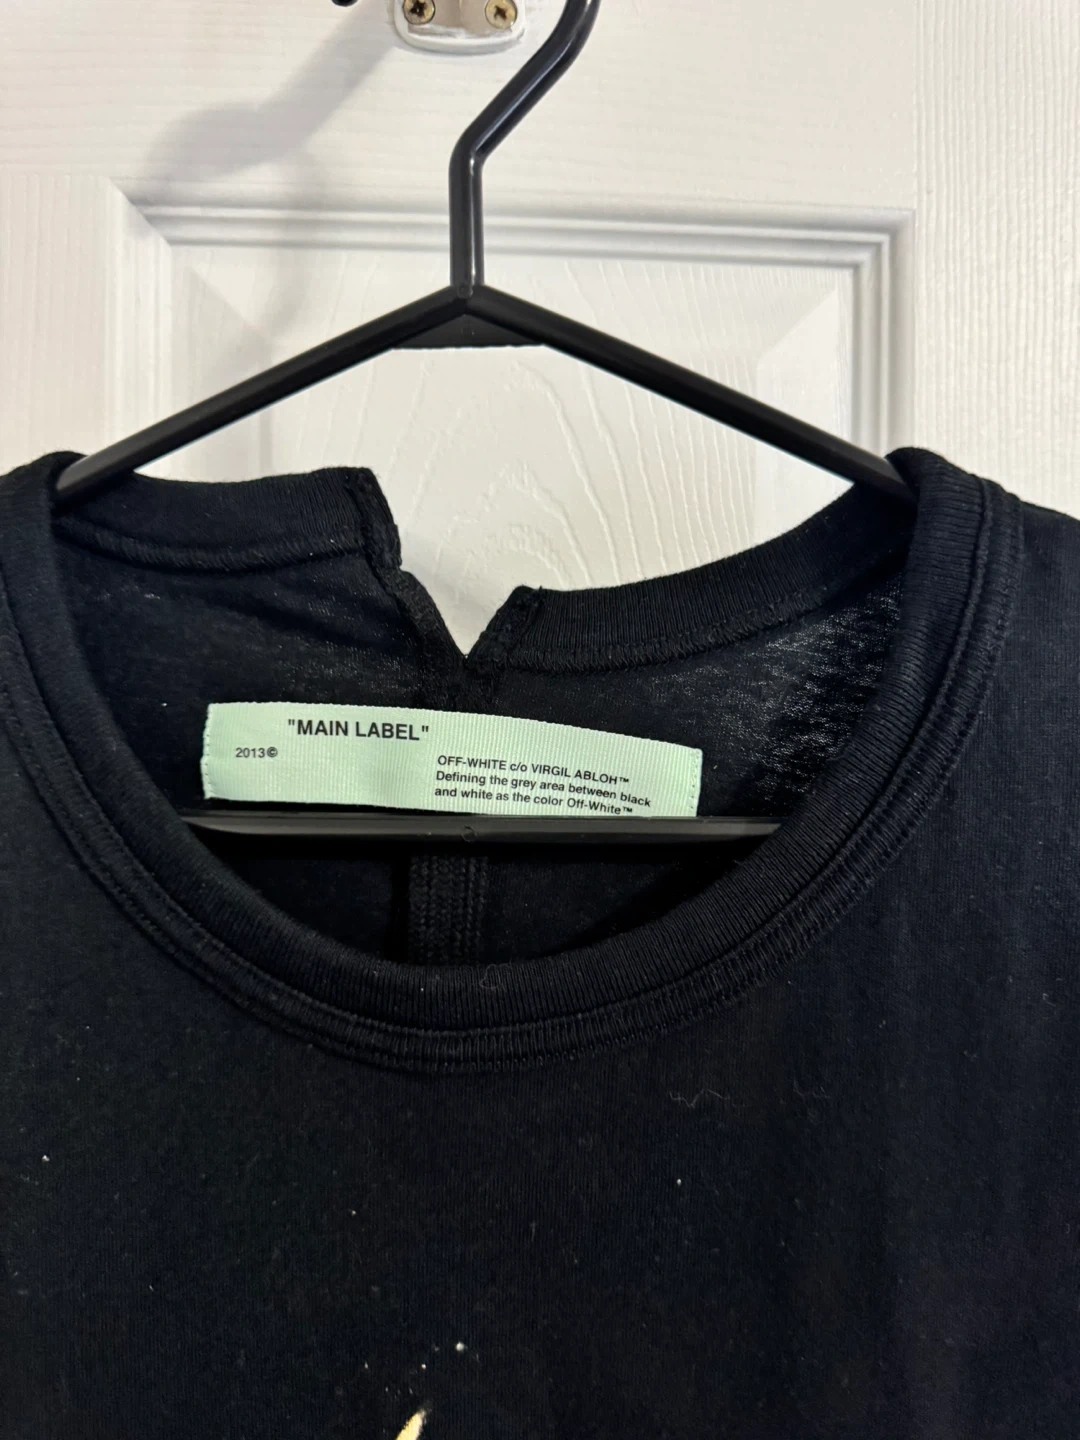 "MAIN LABEL"
2013©
OFF-WHITE c/o VIRGIL ABLOH™
Defining the grey area between black
and white as the color Off-White™